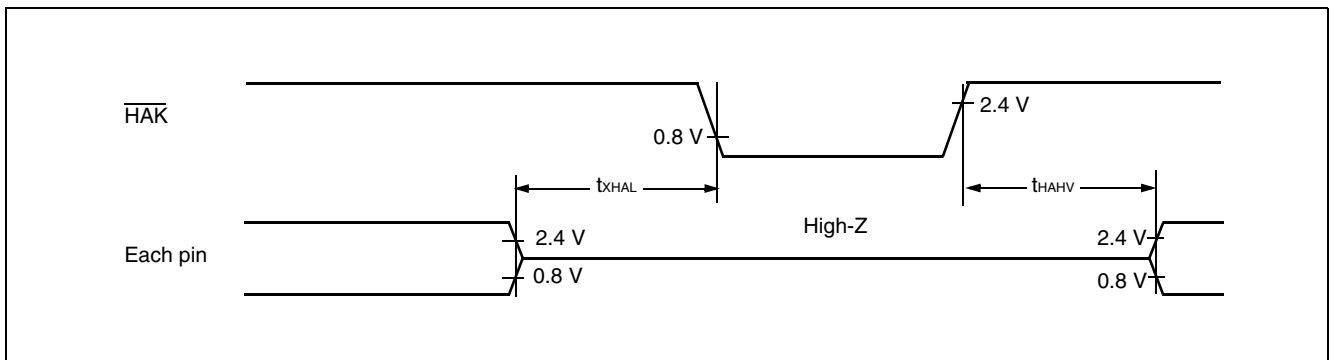 HAK
2.4 V
0.8 V
tXHAL
tHAHV
High-Z
Each pin
2.4 V
2.4 V
0.8 V
0.8 V